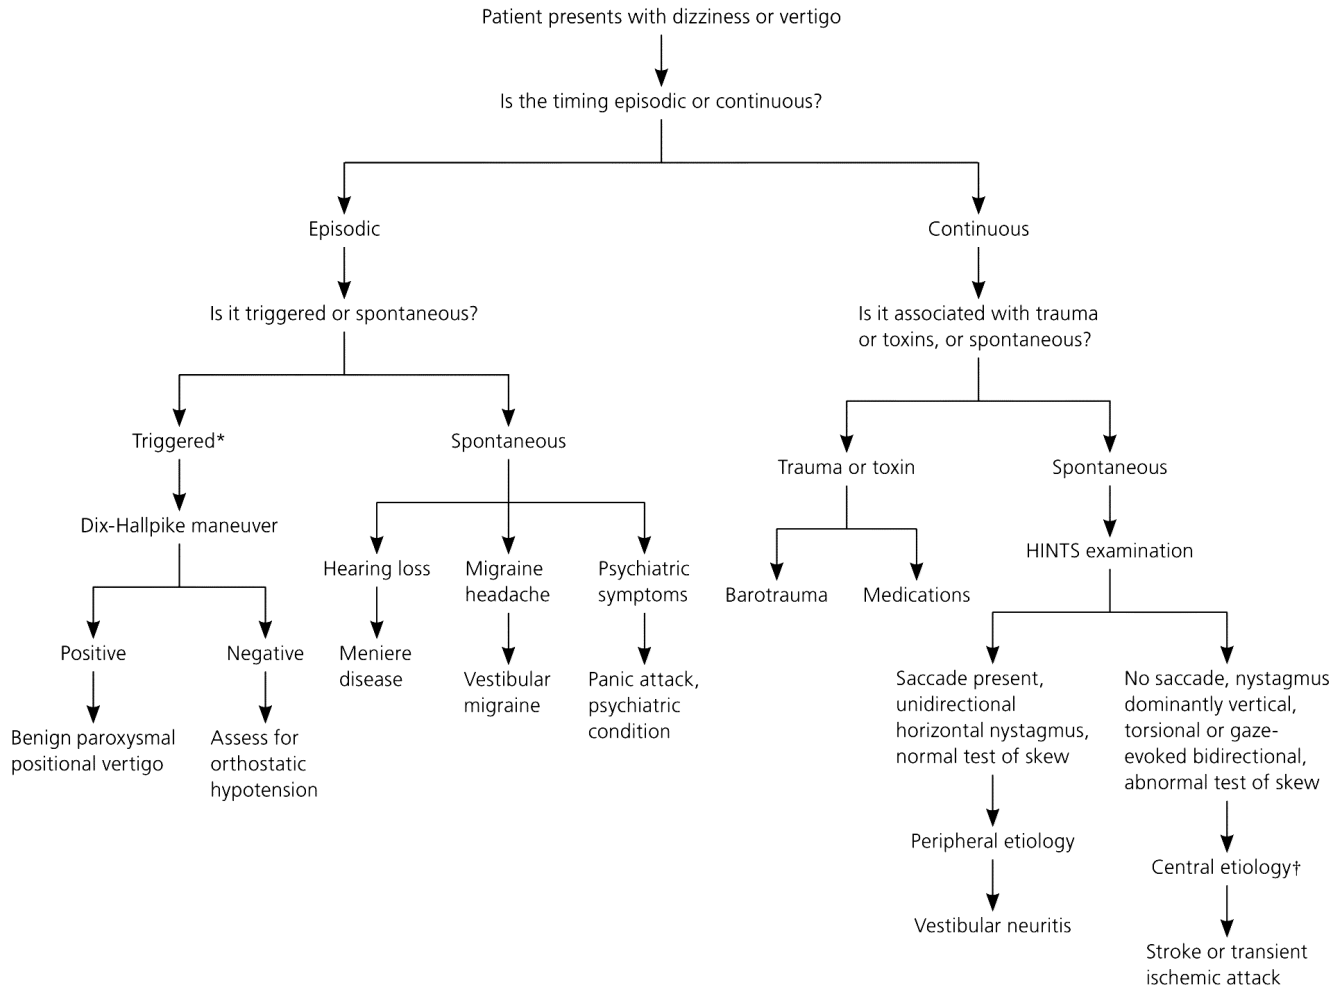 Patient presents with dizziness or vertigo
Is the timing episodic or continuous?
Episodic
Continuous
Is it triggered or spontaneous?
Is it associated with trauma
or toxins, or spontaneous?
Triggered*
Spontaneous
Trauma or toxin
Spontaneous
Dix-Hallpike maneuver
HINTS examination
Hearing loss
Migraine
headache
Psychiatric
symptoms
Barotrauma
Medications
Positive
Negative
Meniere
disease
Vestibular
migraine
Panic attack,
psychiatric
condition
Saccade present,
unidirectional
horizontal nystagmus,
normal test of skew
No saccade, nystagmus
dominantly vertical,
torsional or gaze-
evoked bidirectional,
abnormal test of skew
Benign paroxysmal
positional vertigo
Assess for
orthostatic
hypotension
Peripheral etiology
Central etiology†
Vestibular neuritis
Stroke or transient
ischemic attack